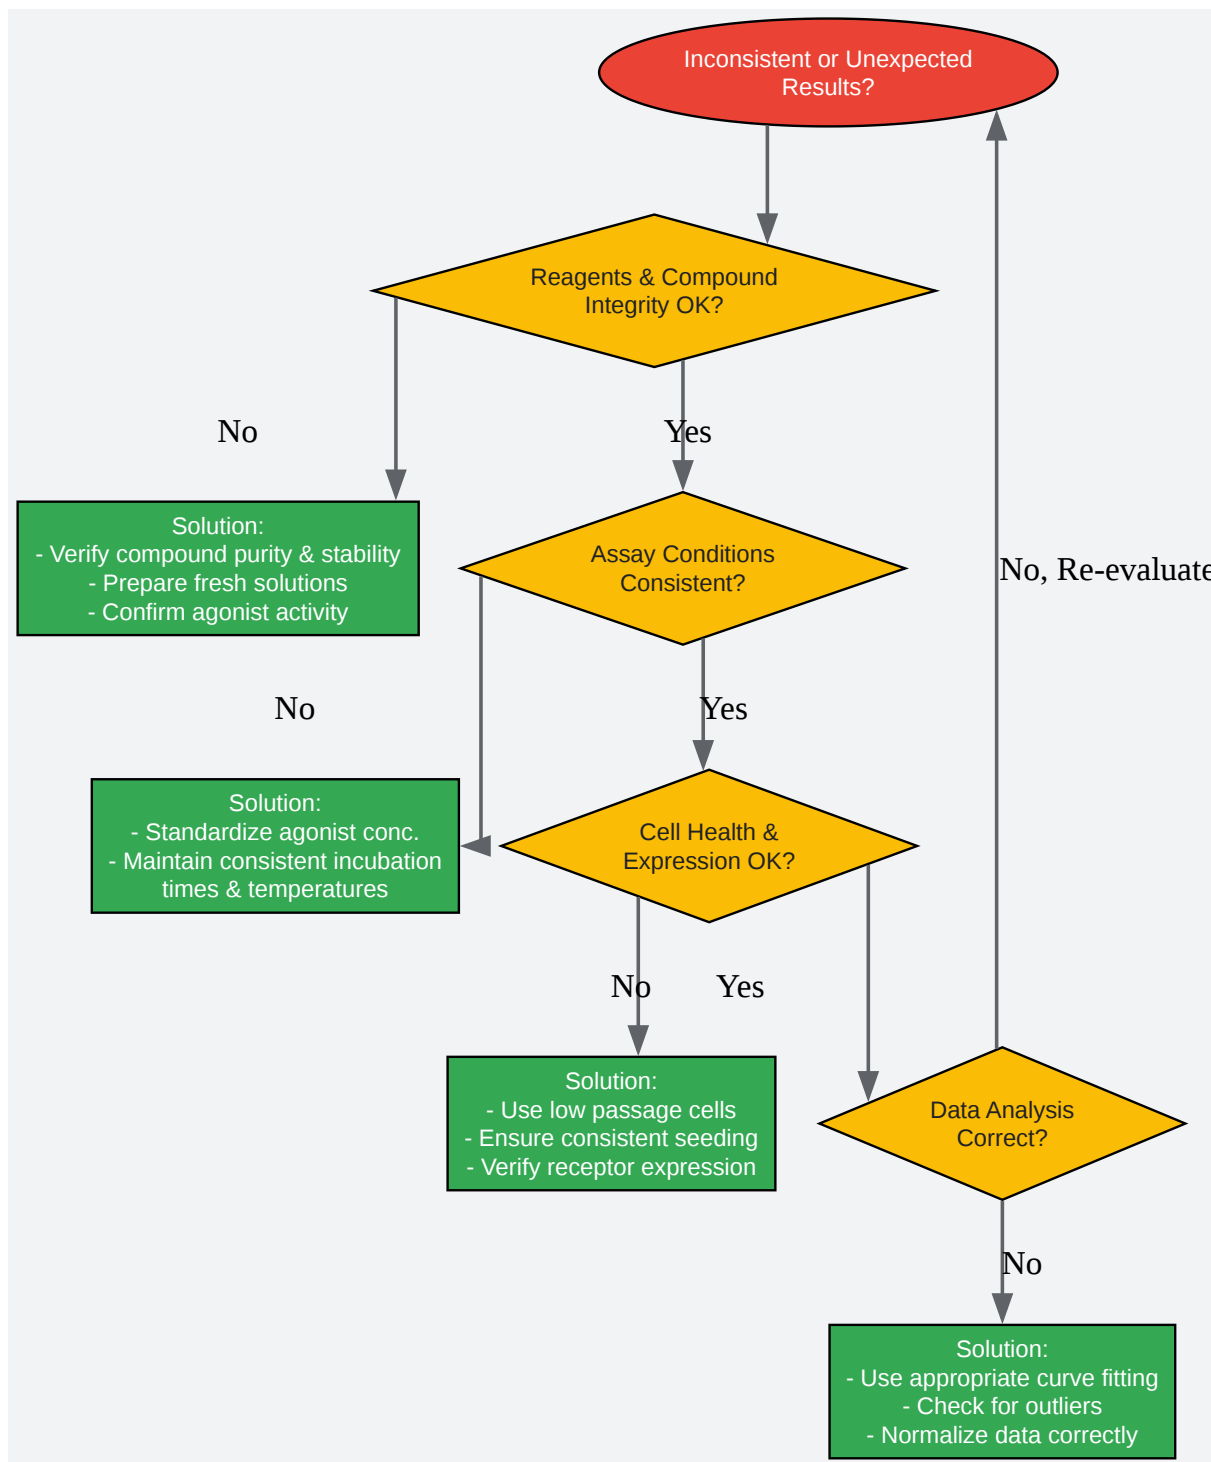 Inconsistent or Unexpected
Results?
Reagents & Compound
Integrity OK?
No
Yes
Solution:
- Verify compound purity & stability
- Prepare fresh solutions
- Confirm agonist activity
Assay Conditions
Consistent?
No, Re-evaluate
No
Yes
Solution:
- Standardize agonist conc.
- Maintain consistent incubation
times & temperatures
Cell Health &
Expression OK?
No
Yes
Solution:
- Use low passage cells
- Ensure consistent seeding
- Verify receptor expression
Data Analysis
Correct?
No
Solution:
- Use appropriate curve fitting
- Check for outliers
- Normalize data correctly